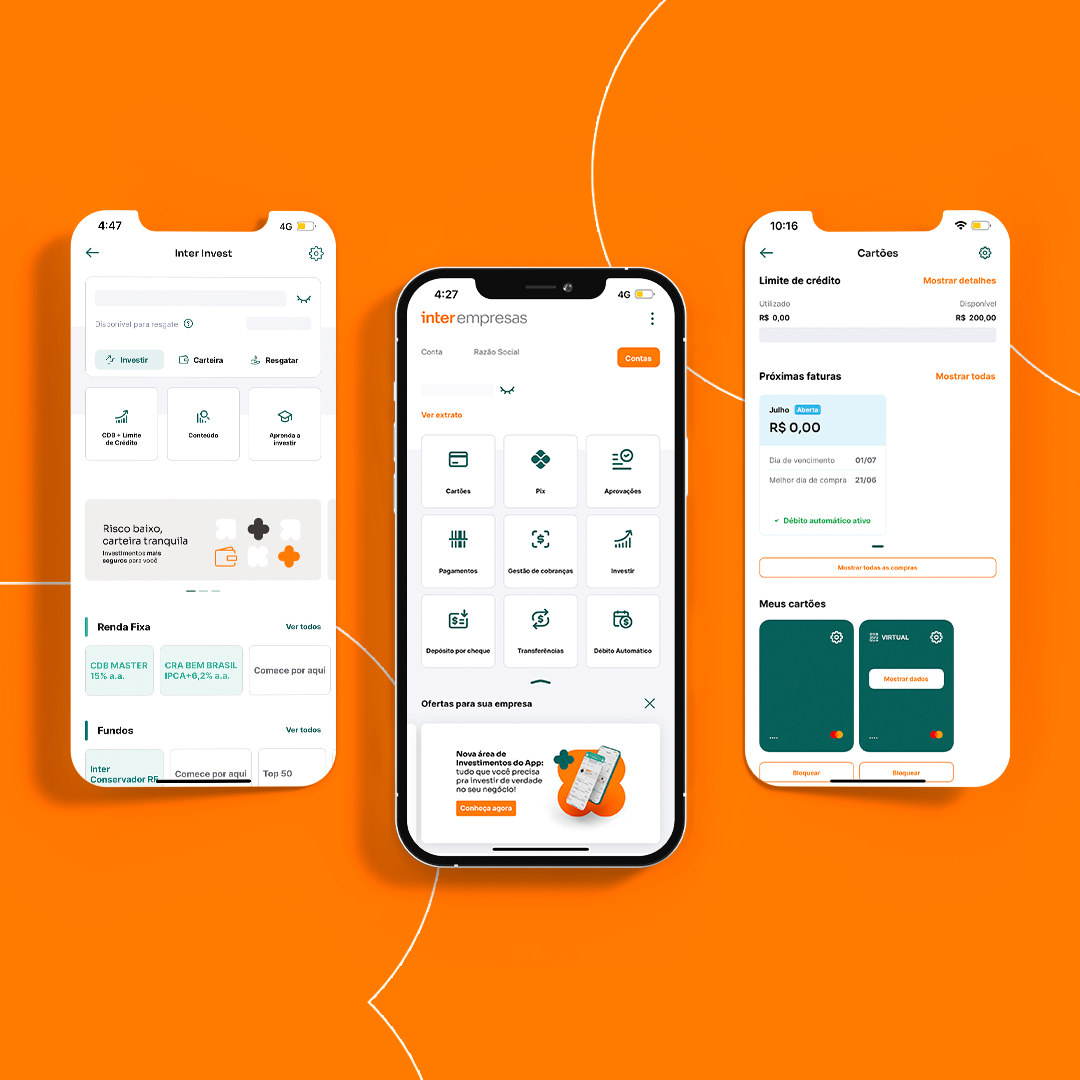 4:47
4G
Inter Invest
Disponível para resgate
Investir
Carteira
Resgatar
CDB + Limite
de Crédito
Conteúdo
Aprenda a
investir
Risco baixo,
carteira tranquila
Investimentos mais
seguros para você
Renda Fixa
Ver todos
CDB MASTER
15% a.a.
CRA BEM BRASIL
IPCA+6,2% a.a.
Comece por aqui
Fundos
Ver todos
Inter
Conservador RF
Comece por aqui
Top 50
4:27
4G
inter empresas
Conta
Razão Social
Contas
Ver extrato
Cartões
Pix
Aprovações
Pagamentos
Gestão de cobranças
Investir
Depósito por cheque
Transferências
Débito Automático
Ofertas para sua empresa
Nova área de
Investimentos do App:
tudo que você precisa
pra investir de verdade
no seu negócio!
Conheça agora
10:16
Cartões
Limite de crédito
Mostrar detalhes
Utilizado
Disponível
R$ 0,00
R$ 200,00
Próximas faturas
Mostrar todas
Julho
Aberta
R$ 0,00
Dia de vencimento
01/07
Melhor dia de compra
21/06
Débito automático ativo
Mostrar todas as compras
Meus cartões
VIRTUAL
Mostrar dados
Bloquear
Bloquear